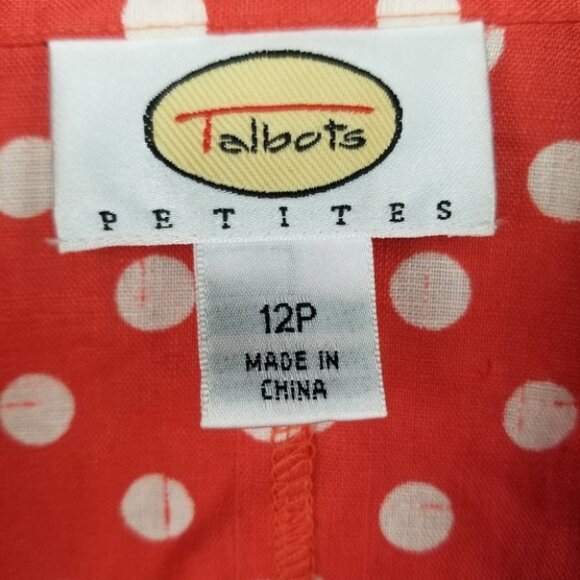 Talbots
PETITES
12P
MADE IN
CHINA